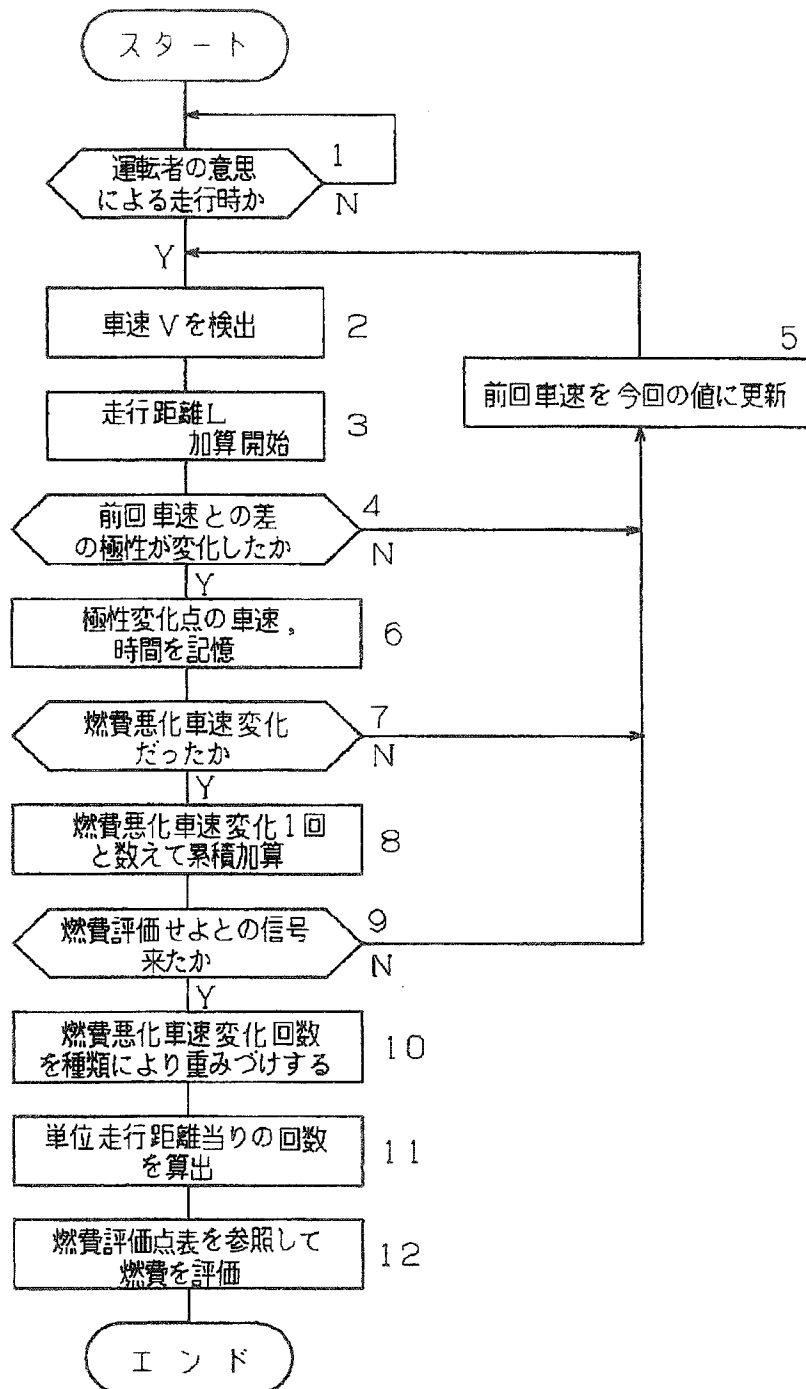 スタート
運転者の意思
による走行時か
1
N
Y
車速Vを検出
2
5
前回車速を今回の値に更新
走行距離L
加算開始
3
前回車速との差
の極性が変化したか
4
N
Y
極性変化点の車速,
時間を記憶
6
燃費悪化車速変化
だったか
7
N
Y
燃費悪化車速変化1回
と数えて累積加算
8
燃費評価せよとの信号
来たか
9
N
Y
燃費悪化車速変化回数
を種類により重みづけする
10
単位走行距離当りの回数
を算出
11
燃費評価点表を参照して
燃費を評価
12
エンド